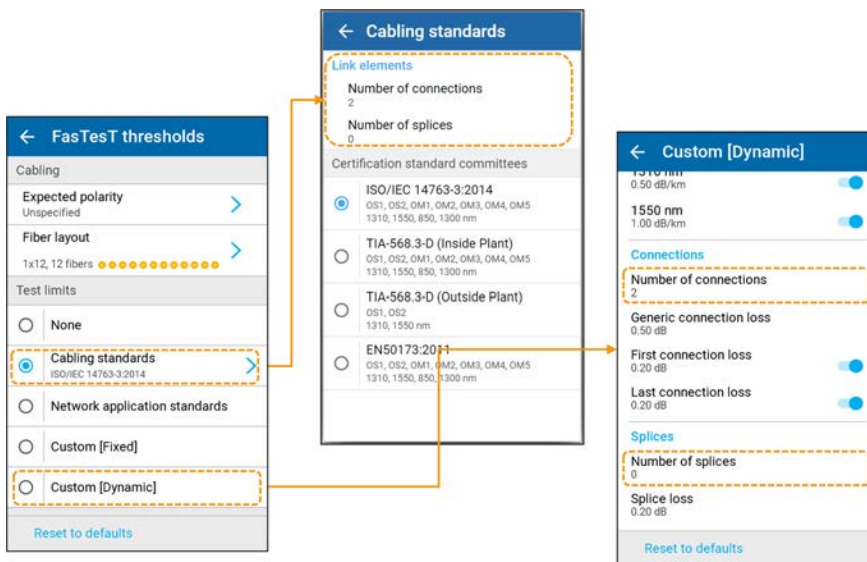 ← FasTesT thresholds
Cabling
Expected polarity
Unspecified
Fiber layout
1x12, 12 fibers
Test limits
None
Cabling standards
ISO/IEC 14763-3:2014
Network application standards
Custom [Fixed]
Custom [Dynamic]
Reset to defaults
← Cabling standards
Link elements
Number of connections
2
Number of splices
0
Certification standard committees
ISO/IEC 14763-3:2014
OS1, OS2, OM1, OM2, OM3, OM4, OM5
1310, 1550, 850, 1300 nm
TIA-568.3-D (Inside Plant)
OS1, OS2, OM1, OM2, OM3, OM4, OM5
1310, 1550, 850, 1300 nm
TIA-568.3-D (Outside Plant)
OS1, OS2
1310, 1550 nm
EN50173:2011
OS1, OS2, OM1, OM2, OM3, OM4, OM5
1310, 1550, 850, 1300 nm
← Custom [Dynamic]
1310 nm
0.50 dB/km
1550 nm
1.00 dB/km
Connections
Number of connections
2
Generic connection loss
0.50 dB
First connection loss
0.20 dB
Last connection loss
0.20 dB
Splices
Number of splices
0
Splice loss
0.20 dB
Reset to defaults